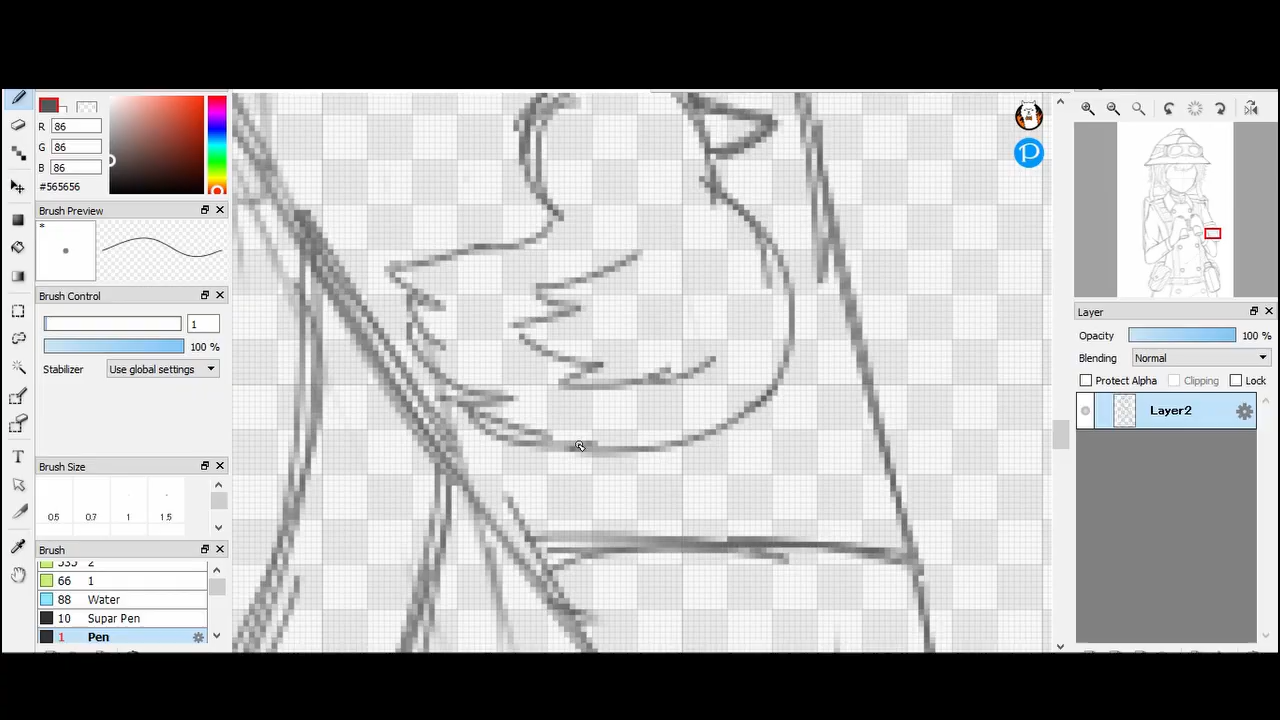 R 86
G 86
B 86
#565656
Brush Preview
*
Brush Control
1
100 %
Stabilizer Use global settings
Brush Size
0.5 0.7 1 1.5
Brush
66 1
88 Water
10 Supar Pen
1 Pen
P
Layer
Opacity 100 %
Blending Normal
Protect Alpha Clipping Lock
Layer2
T